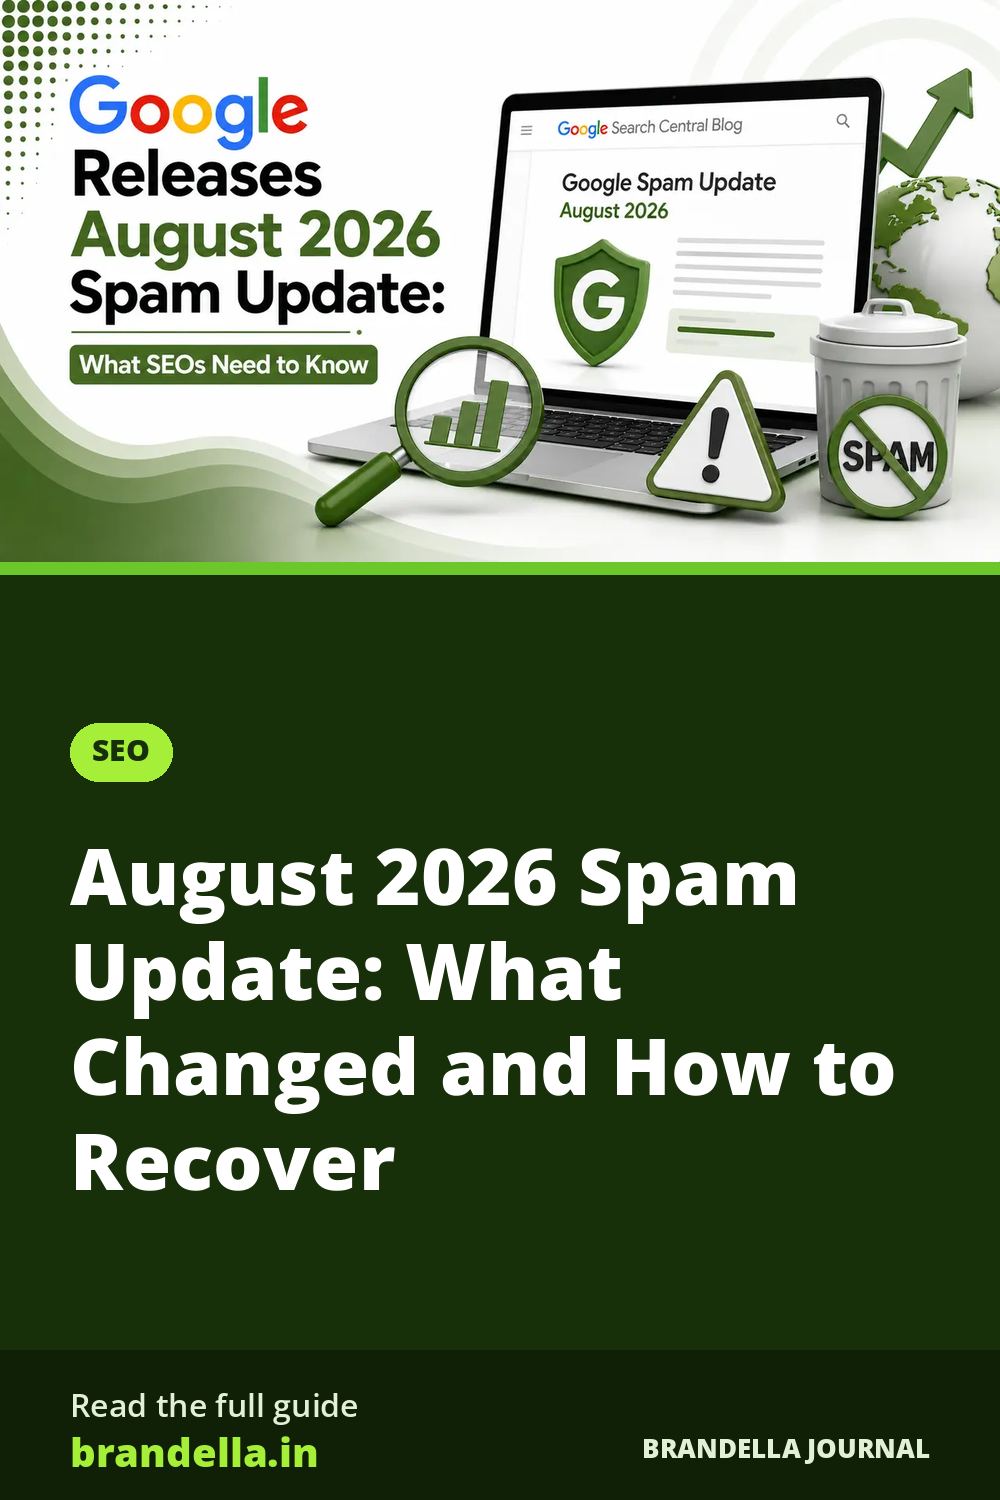 Google
Releases
August 2026
Spam Update:
What SEOs Need to Know
Google Search Central Blog
Google Spam Update
August 2026
G
SPAM
SEO
August 2026 Spam
Update: What
Changed and How to
Recover
Read the full guide
brandella.in
BRANDELLA JOURNAL